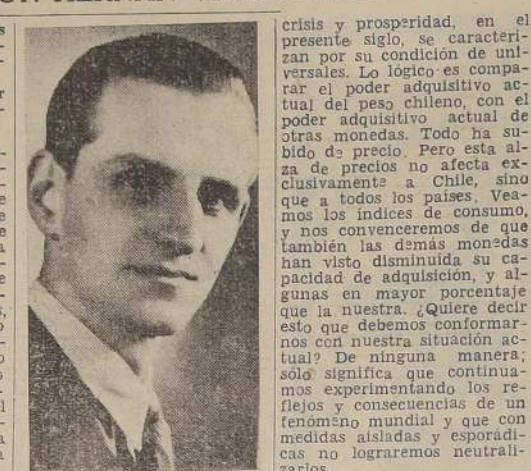 crisis y prosperidad, en el
presente siglo, se caracteri-
zan por su condición de uni-
versales. Lo lógico es compa-
rar el poder adquisitivo ac-
tual del peso chileno, con el
poder adquisitivo actual de
otras monedas. Todo ha su-
bido de precio. Pero esta al-
za de precios no afecta ex-
clusivamente a Chile, sino
que a todos los países. Vea-
mos los índices de consumo,
y nos convenceremos de que
también las demás monedas
han visto disminuída su ca-
pacidad de adquisición, y al-
gunas en mayor porcentaje
que la nuestra. ¿Quiere decir
esto que debemos conformar-
nos con nuestra situación ac-
tual? De ninguna manera;
sólo significa que continua-
mos experimentando los re-
flejos y consecuencias de un
fenómeno mundial y que con
medidas aisladas y esporádi-
cas no lograremos neutrali-
zarlos